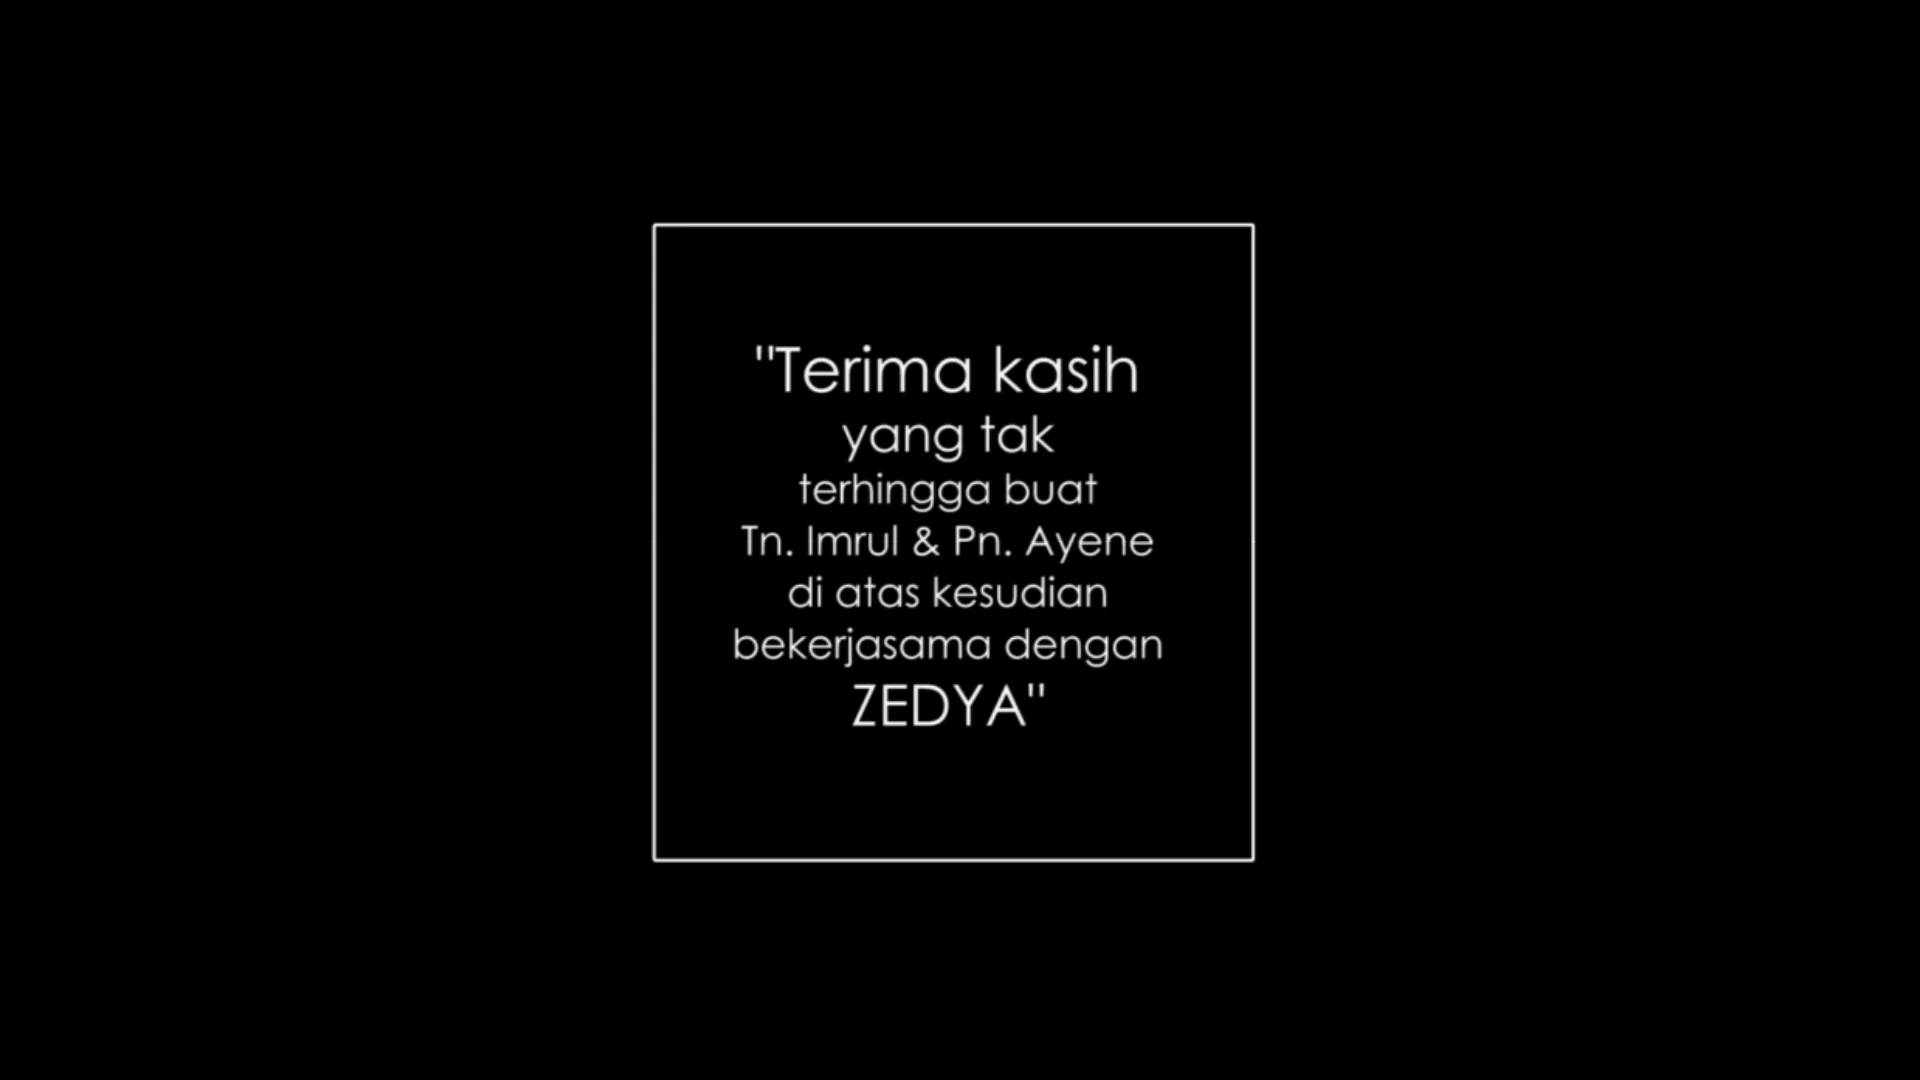 "Terima kasih
yang tak
terhingga buat
Tn. Imrul & Pn. Ayene
di atas kesudian
bekerjasama dengan
ZEDYA"